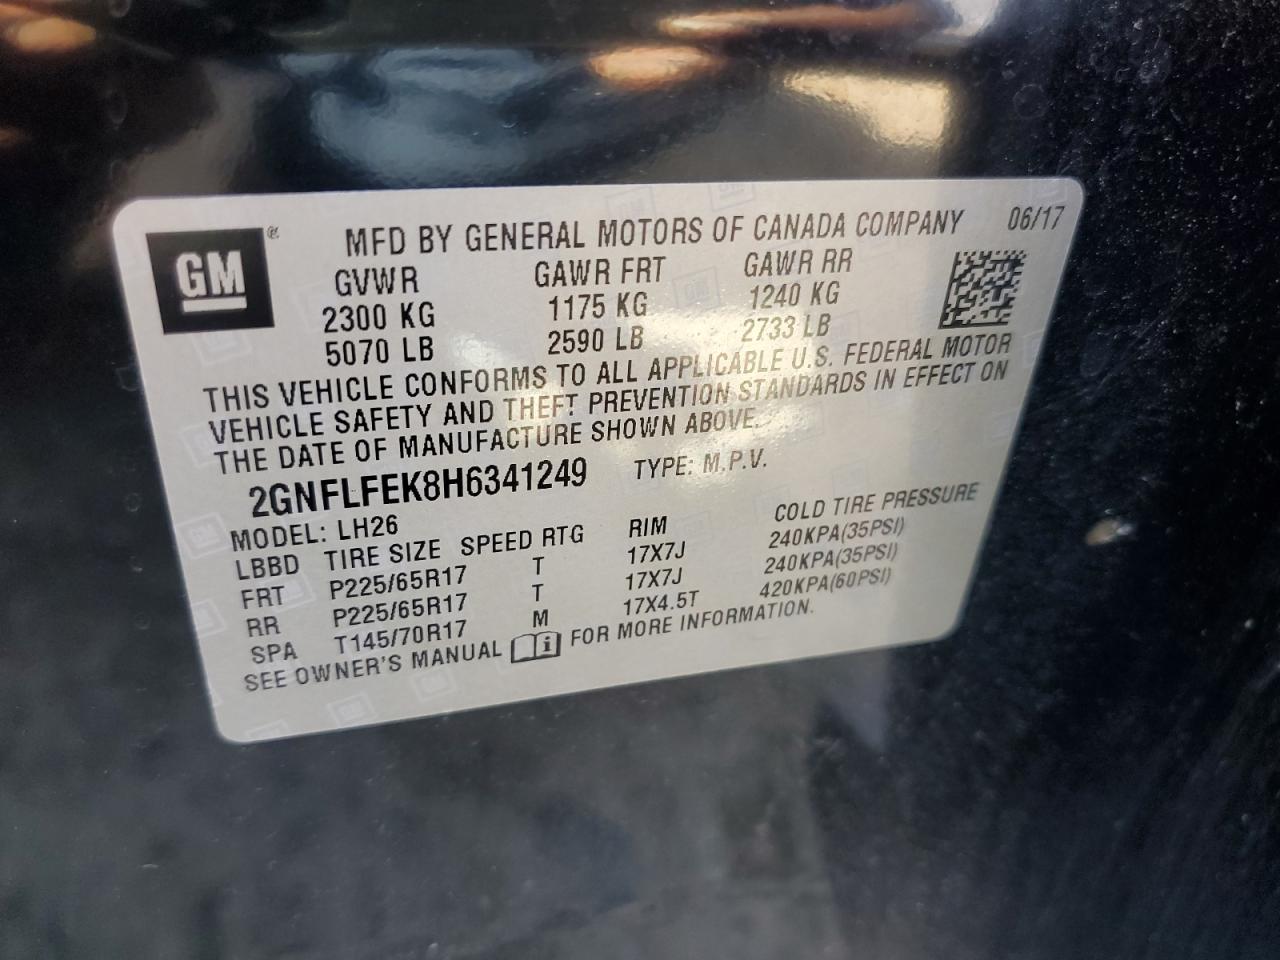 GM ® MFD BY GENERAL MOTORS OF CANADA COMPANY 06/17
GVWR GAWR FRT GAWR RR
2300 KG 1175 KG 1240 KG
5070 LB 2590 LB 2733 LB
THIS VEHICLE CONFORMS TO ALL APPLICABLE U.S. FEDERAL MOTOR
VEHICLE SAFETY AND THEFT PREVENTION STANDARDS IN EFFECT ON
THE DATE OF MANUFACTURE SHOWN ABOVE.
2GNFLFEK8H6341249 TYPE: M.P.V.
MODEL: LH26
LBBD TIRE SIZE SPEED RTG RIM COLD TIRE PRESSURE
FRT P225/65R17 T 17X7J 240KPA(35PSI)
RR P225/65R17 T 17X7J 240KPA(35PSI)
SPA T145/70R17 M 17X4.5T 420KPA(60PSI)
SEE OWNER'S MANUAL i FOR MORE INFORMATION.